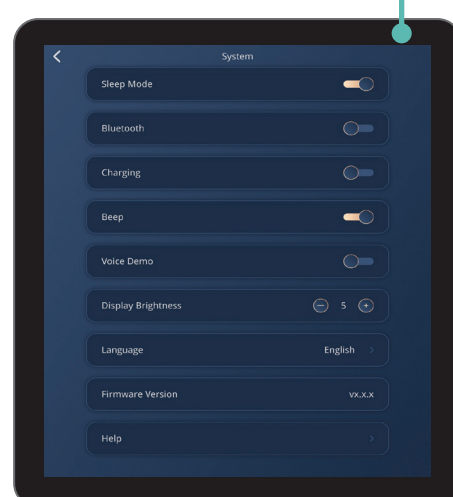 System
Sleep Mode
Bluetooth
Charging
Beep
Voice Demo
Display Brightness 5
Language English
Firmware Version vx.x.x
Help